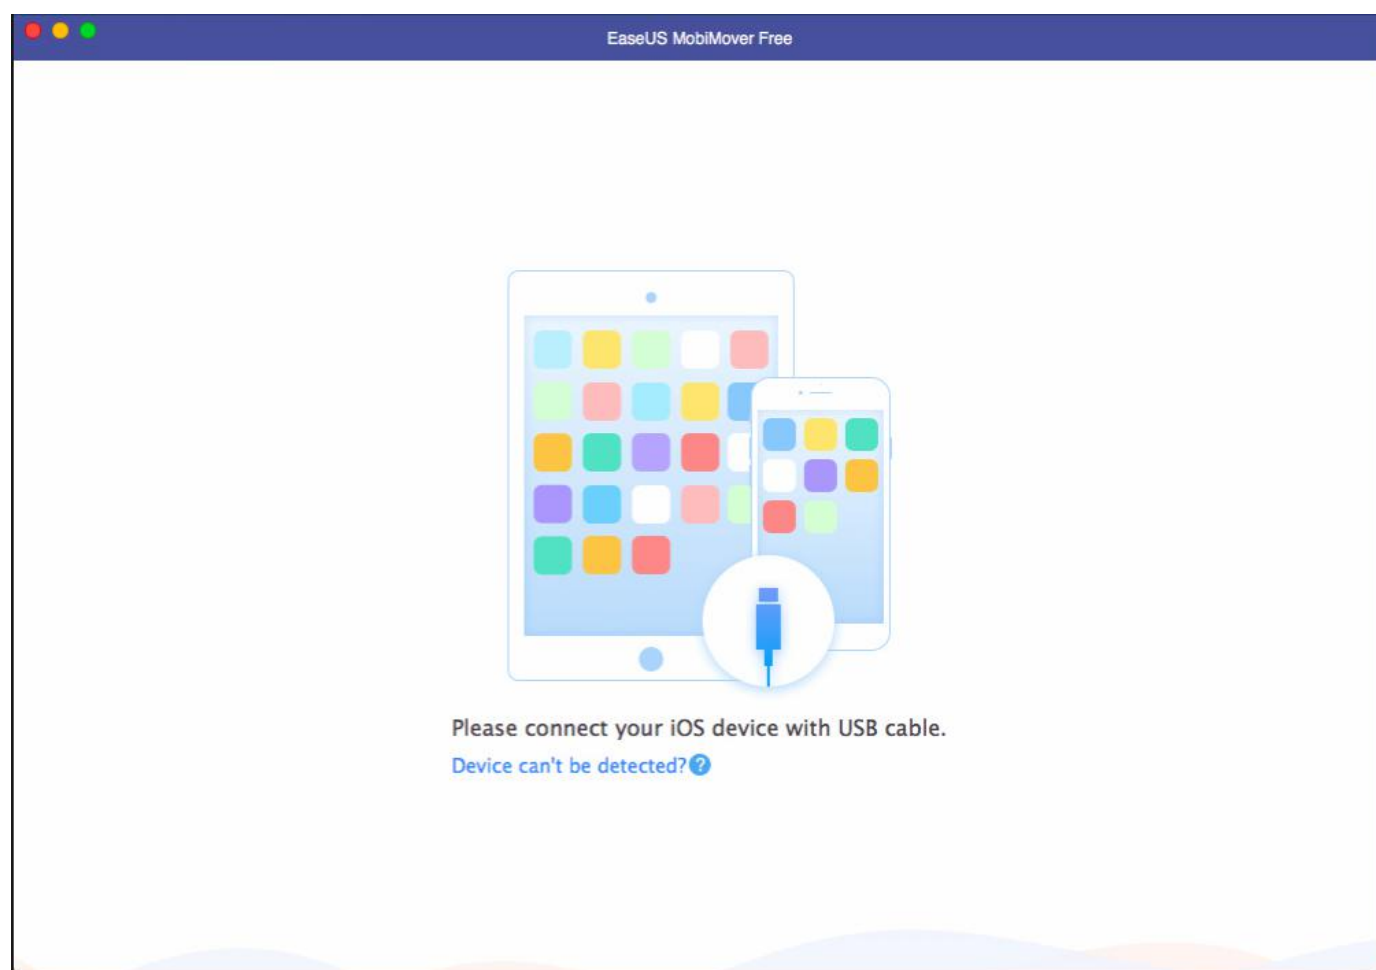 EaseUS MobiMover Free
Please connect your iOS device with USB cable.
Device can't be detected??